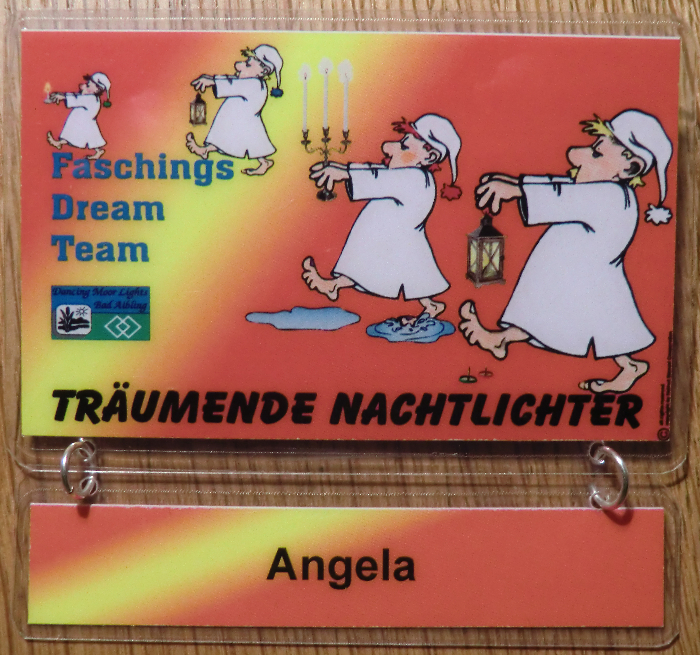 Faschings
Dream
Team
Dancing Moor Lights
Bad Aibling
TRÄUMENDE NACHTLICHTER
Angela